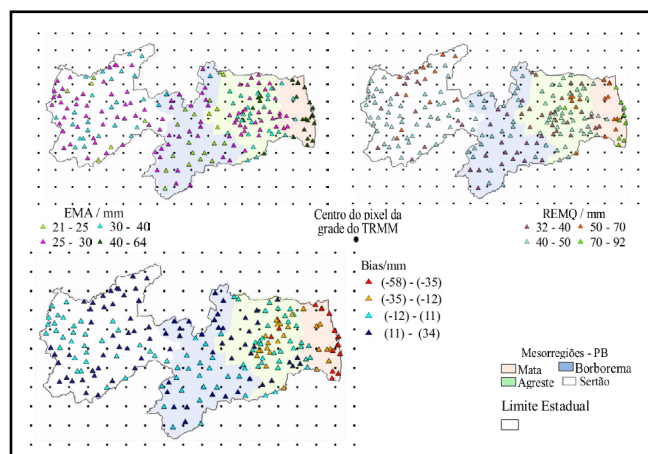 EMA / mm
21 - 25
30 - 40
25 - 30
40 - 64
Centro do pixel da
grade do TRMM
REMQ / mm
32 - 40
50 - 70
40 - 50
70 - 92
Bias/mm
(-58) - (-35)
(-35) - (-12)
(-12) - (11)
(11) - (34)
Mesorregiões - PB
Mata
Borborema
Agreste
Sertão
Limite Estadual